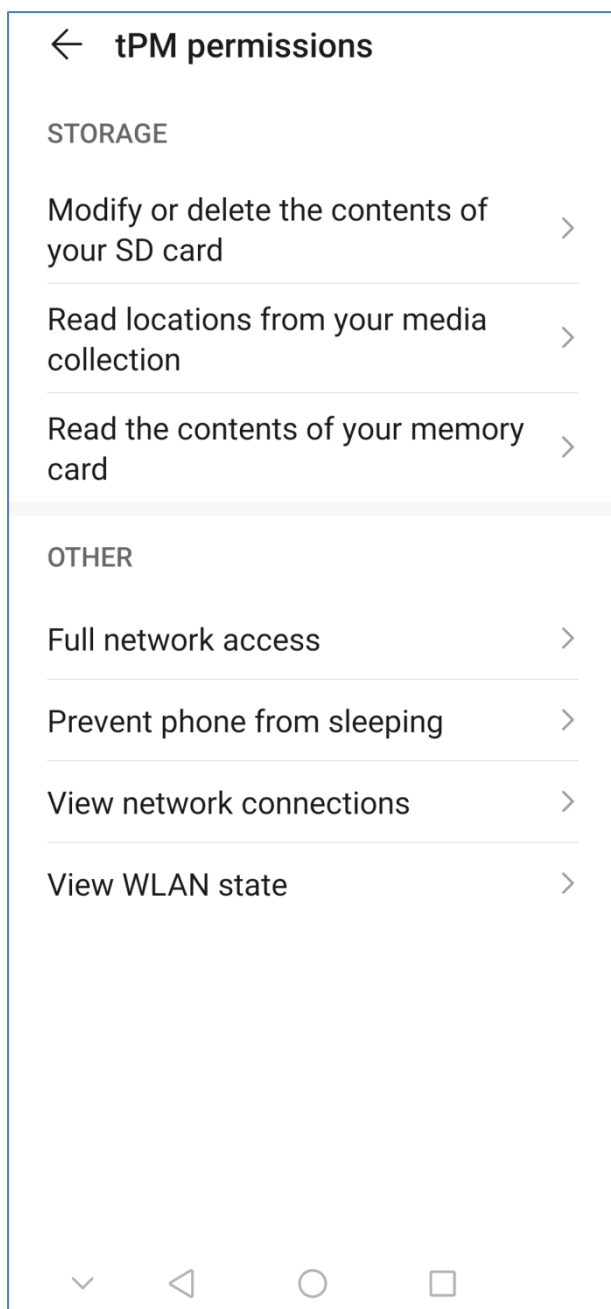 tPM permissions
STORAGE
Modify or delete the contents of
your SD card
Read locations from your media
collection
Read the contents of your memory
card
OTHER
Full network access
Prevent phone from sleeping
View network connections
View WLAN state